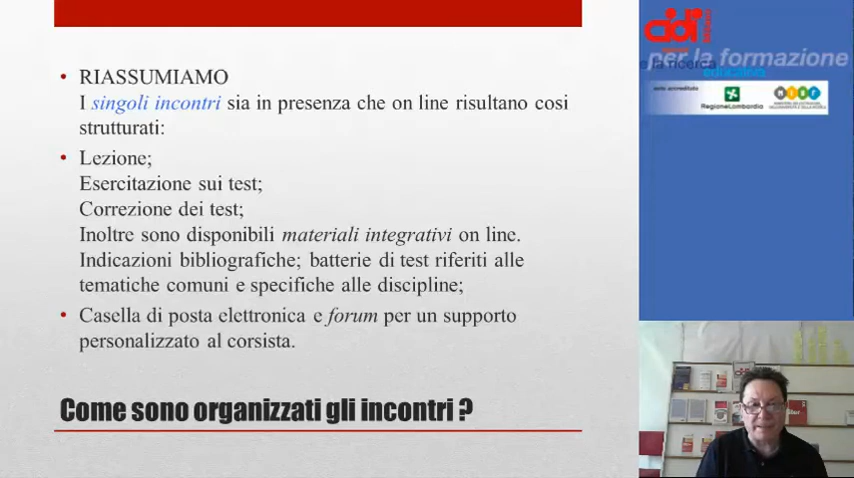 RIASSUMIAMO
I singoli incontri sia in presenza che on line risultano così
strutturati:
Lezione;
Esercitazione sui test;
Correzione dei test;
Inoltre sono disponibili materiali integrativi on line.
Indicazioni bibliografiche; batterie di test riferiti alle
tematiche comuni e specifiche alle discipline;
Casella di posta elettronica e forum per un supporto
personalizzato al corsista.
Come sono organizzati gli incontri ?
cidi
per la formazione
e la ricerca
educativa
ente accreditato
RegioneLombardia